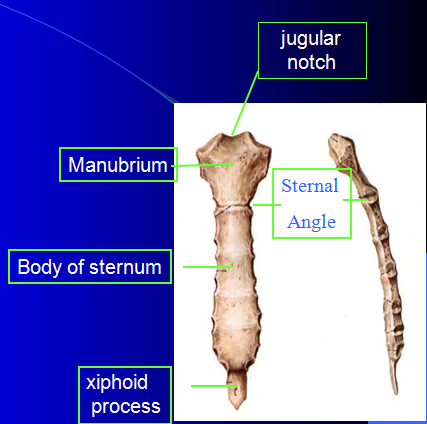 jugular
notch
Manubrium
Sternal
Angle
Body of sternum
xiphoid
process